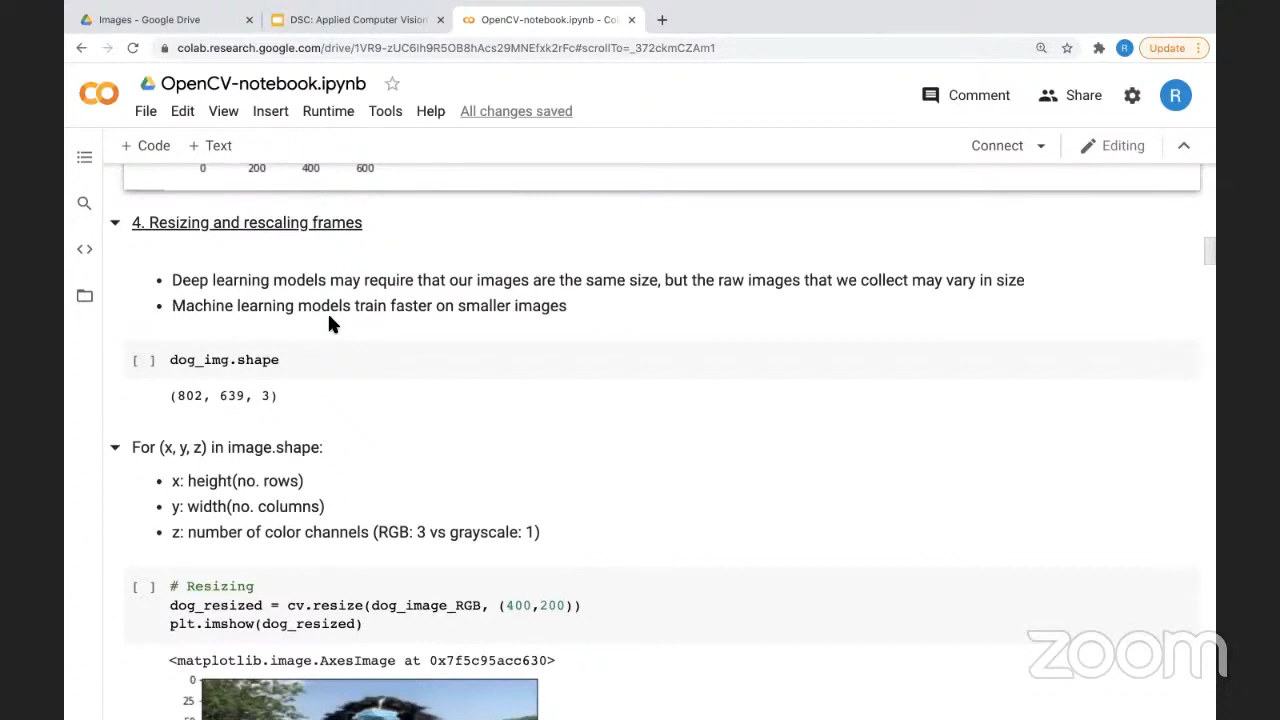 Images - Google Drive
DSC: Applied Computer Vision
OpenCV-notebook.ipynb - Col
colab.research.google.com/drive/1VR9-zUC6lh9R5OB8hAcs29MNEfxk2rFc#scrollTo=_372ckmCZAm1
R
Update
OpenCV-notebook.ipynb
Comment
Share
R
File Edit View Insert Runtime Tools Help All changes saved
+ Code + Text
Connect
Editing
0 200 400 600
4. Resizing and rescaling frames
• Deep learning models may require that our images are the same size, but the raw images that we collect may vary in size
• Machine learning models train faster on smaller images
[ ] dog_img.shape
(802, 639, 3)
For (x, y, z) in image.shape:
• x: height(no. rows)
• y: width(no. columns)
• z: number of color channels (RGB: 3 vs grayscale: 1)
[ ] # Resizing
dog_resized = cv.resize(dog_image_RGB, (400,200))
plt.imshow(dog_resized)
<matplotlib.image.AxesImage at 0x7f5c95acc630>
0
25
zoom